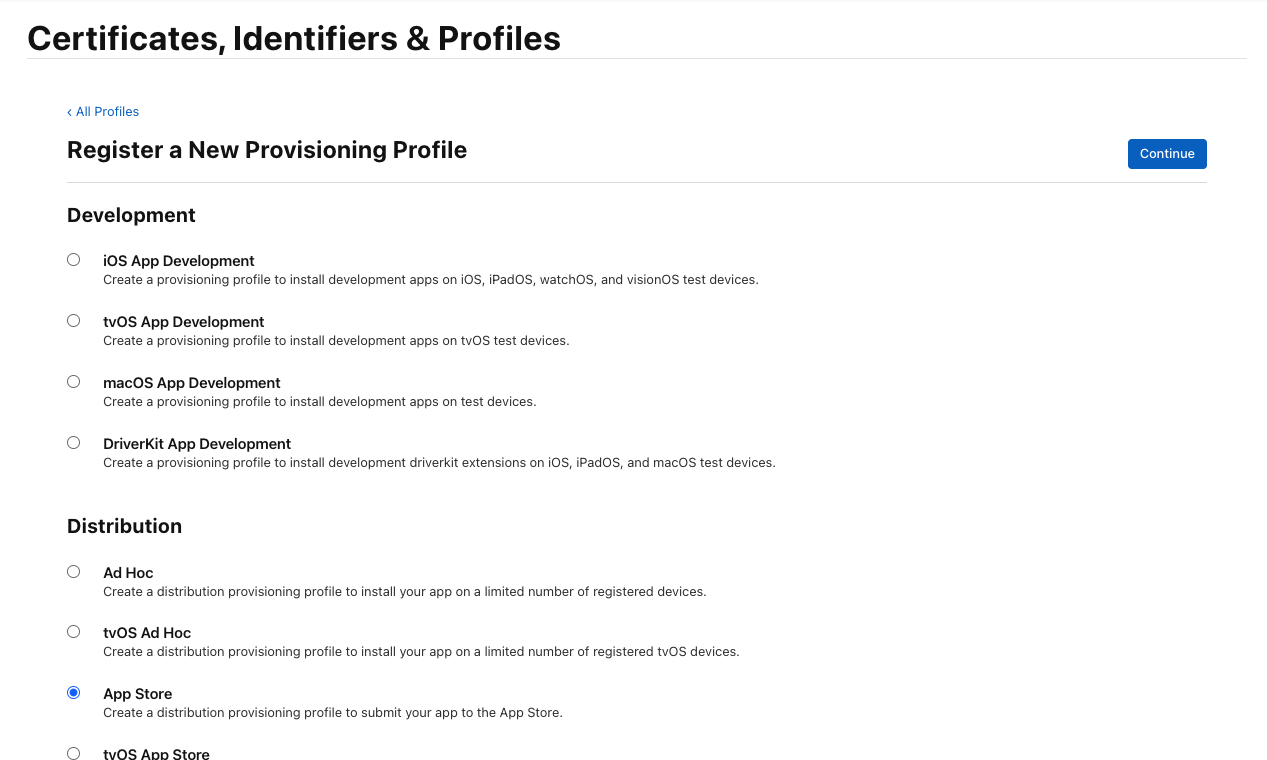 Certificates, Identifiers & Profiles
‹ All Profiles
Register a New Provisioning Profile
Continue
Development
iOS App Development
Create a provisioning profile to install development apps on iOS, iPadOS, watchOS, and visionOS test devices.
tvOS App Development
Create a provisioning profile to install development apps on tvOS test devices.
macOS App Development
Create a provisioning profile to install development apps on test devices.
DriverKit App Development
Create a provisioning profile to install development driverkit extensions on iOS, iPadOS, and macOS test devices.
Distribution
Ad Hoc
Create a distribution provisioning profile to install your app on a limited number of registered devices.
tvOS Ad Hoc
Create a distribution provisioning profile to install your app on a limited number of registered tvOS devices.
App Store
Create a distribution provisioning profile to submit your app to the App Store.
tvOS App Store